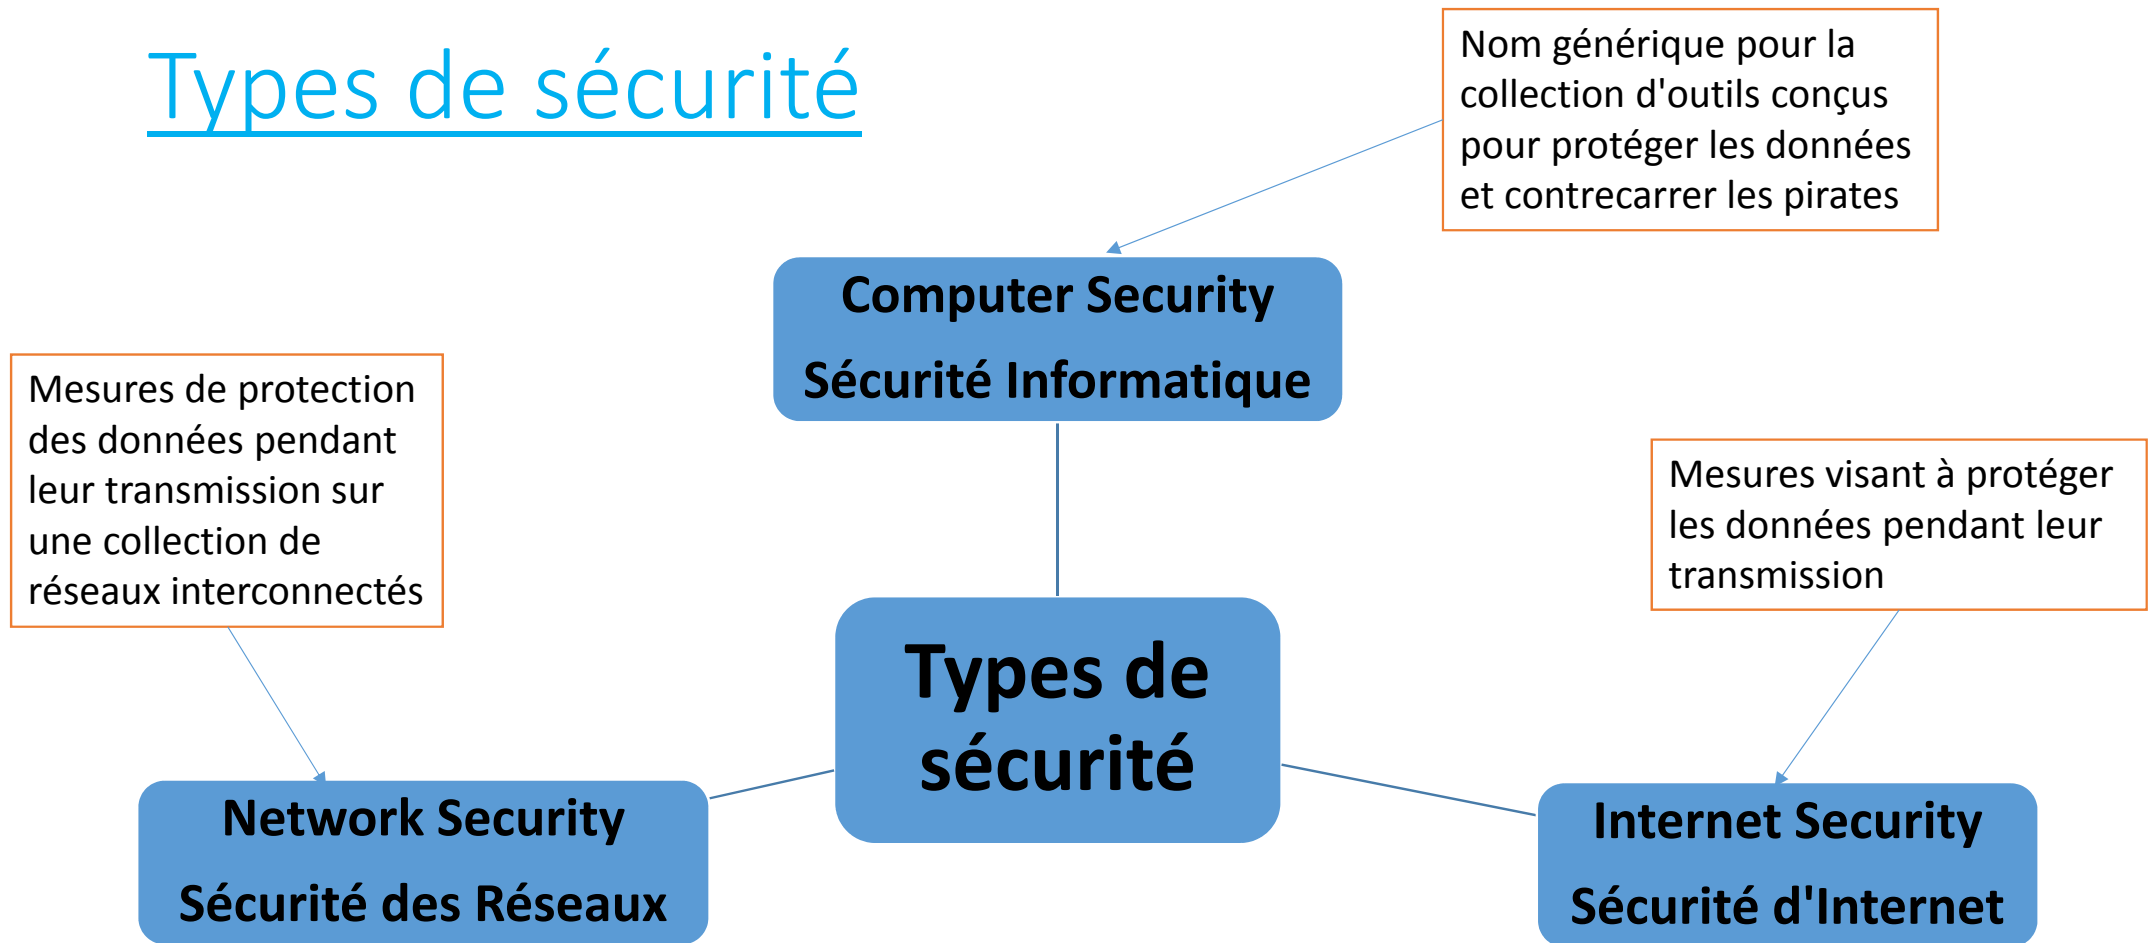 Types de sécurité
Nom générique pour la
collection d'outils conçus
pour protéger les données
et contrecarrer les pirates
Computer Security
Sécurité Informatique
Mesures de protection
des données pendant
leur transmission sur
une collection de
réseaux interconnectés
Mesures visant à protéger
les données pendant leur
transmission
Types de
sécurité
Network Security
Sécurité des Réseaux
Internet Security
Sécurité d'Internet